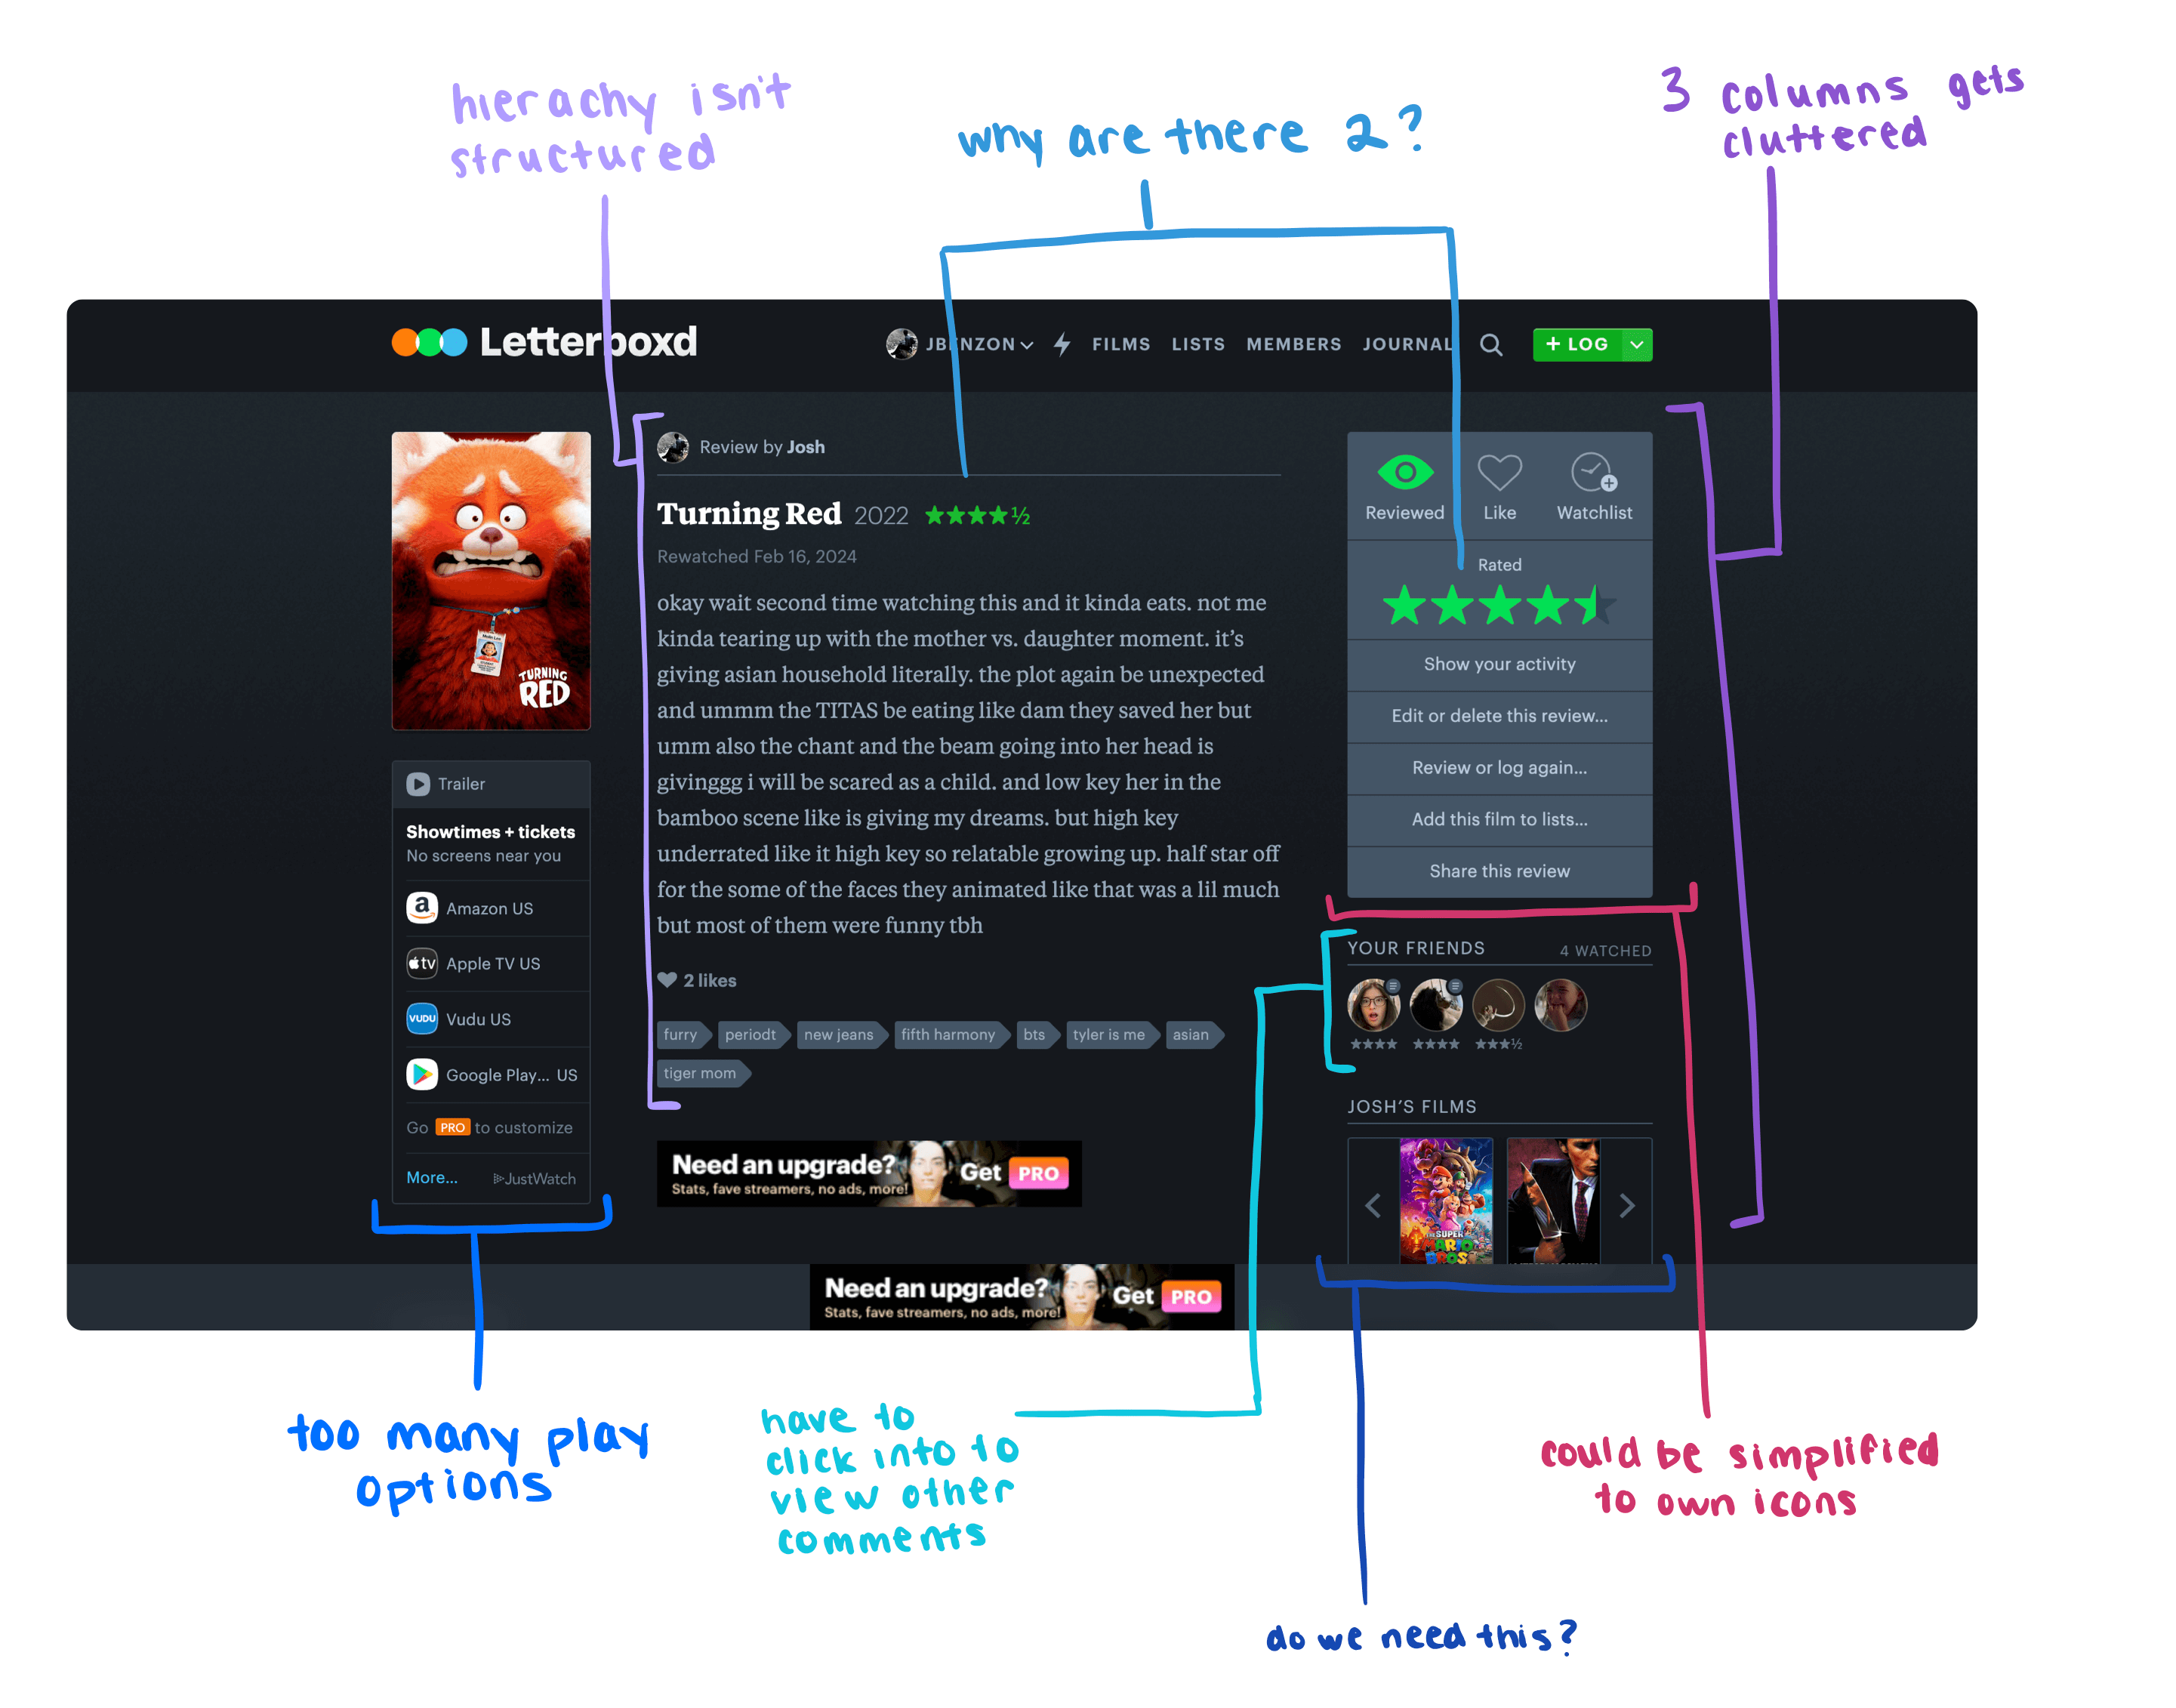 hierachy isn't
structured
why are there 2?
3 columns gets
cluttered
Letterboxd
JBENZON
FILMS
LISTS
MEMBERS
JOURNAL
+ LOG
TURNING
RED
Trailer
Showtimes + tickets
No screens near you
a Amazon US
tv Apple TV US
VUDU Vudu US
Google Play... US
Go PRO to customize
More... JustWatch
Review by Josh
Turning Red 2022 ★★★★½
Rewatched Feb 16, 2024
okay wait second time watching this and it kinda eats. not me
kinda tearing up with the mother vs. daughter moment. it's
giving asian household literally. the plot again be unexpected
and ummm the TITAS be eating like dam they saved her but
umm also the chant and the beam going into her head is
givinggg i will be scared as a child. and low key her in the
bamboo scene like is giving my dreams. but high key
underrated like it high key so relatable growing up. half star off
for the some of the faces they animated like that was a lil much
but most of them were funny tbh
2 likes
furry periodt new jeans fifth harmony bts tyler is me asian
tiger mom
Need an upgrade? Get PRO
Stats, fave streamers, no ads, more!
Reviewed Like Watchlist
Rated
Show your activity
Edit or delete this review...
Review or log again...
Add this film to lists...
Share this review
YOUR FRIENDS 4 WATCHED
★★★★ ★★★★ ★★★½
JOSH'S FILMS
THE SUPER
MARIO
BROS
Need an upgrade? Get PRO
Stats, fave streamers, no ads, more!
too many play
options
have to
click into to
view other
comments
could be simplified
to own icons
do we need this?